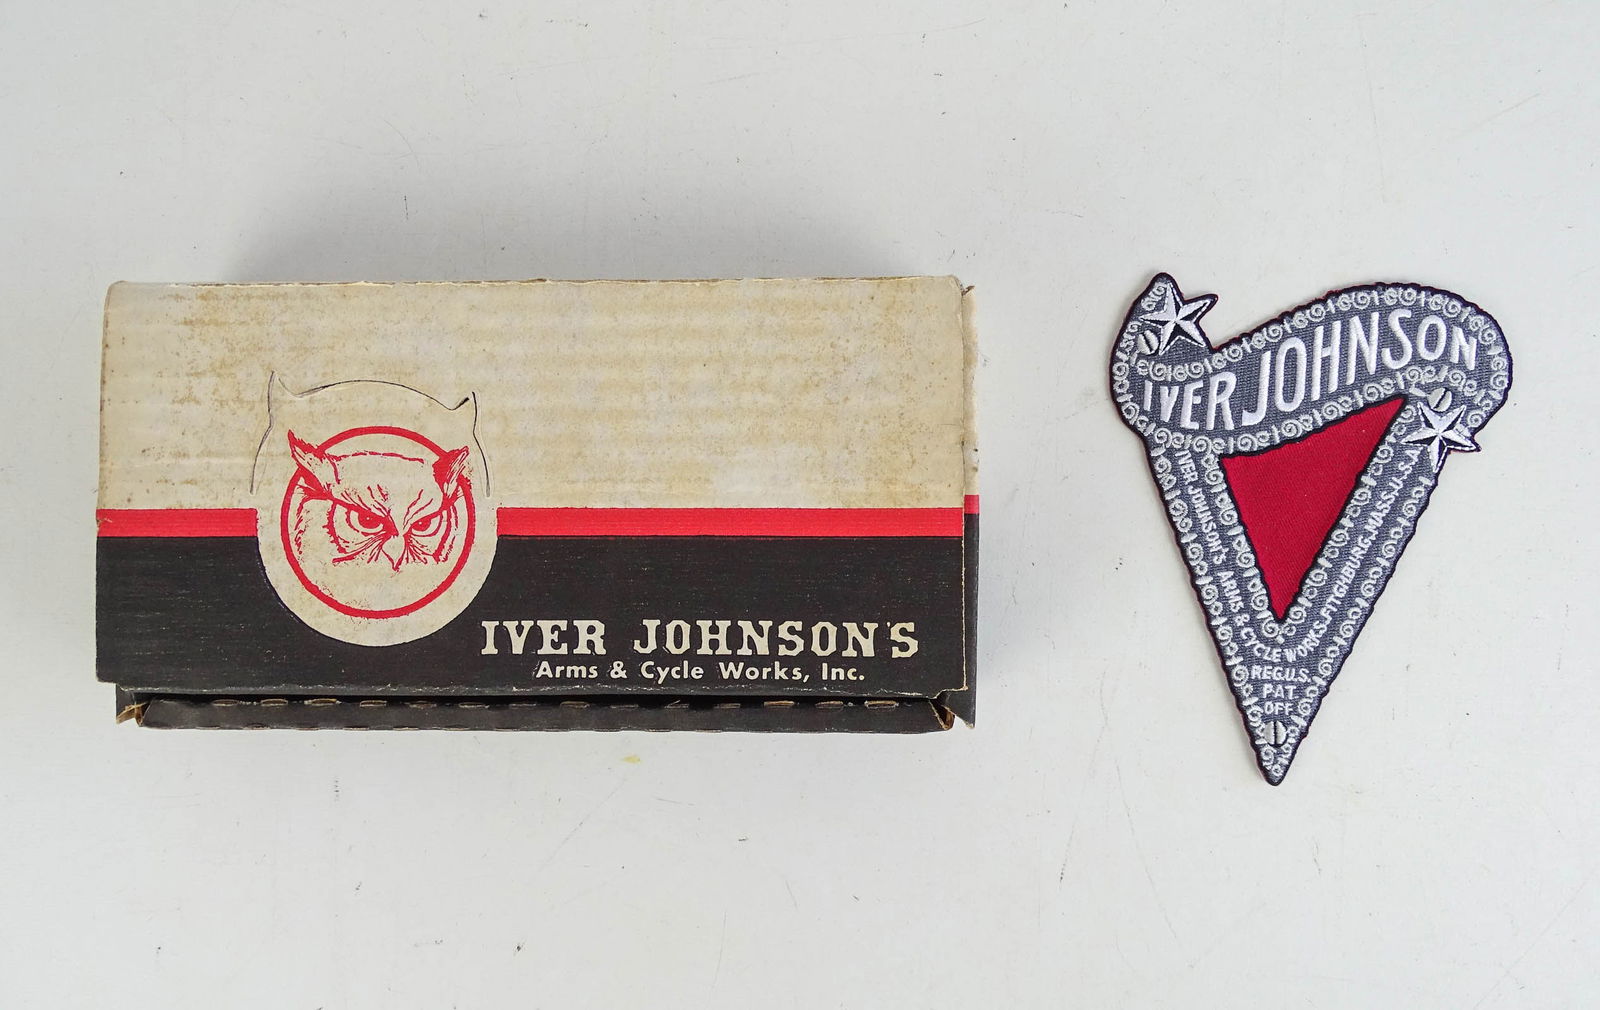 IVER JOHNSON'S
Arms & Cycle Works, Inc.
IVER JOHNSON
IVER JOHNSON'S ARMS & CYCLE WORKS. FITCHBURG. MASS. U.S.A.
REG.U.S.
PAT
OFF